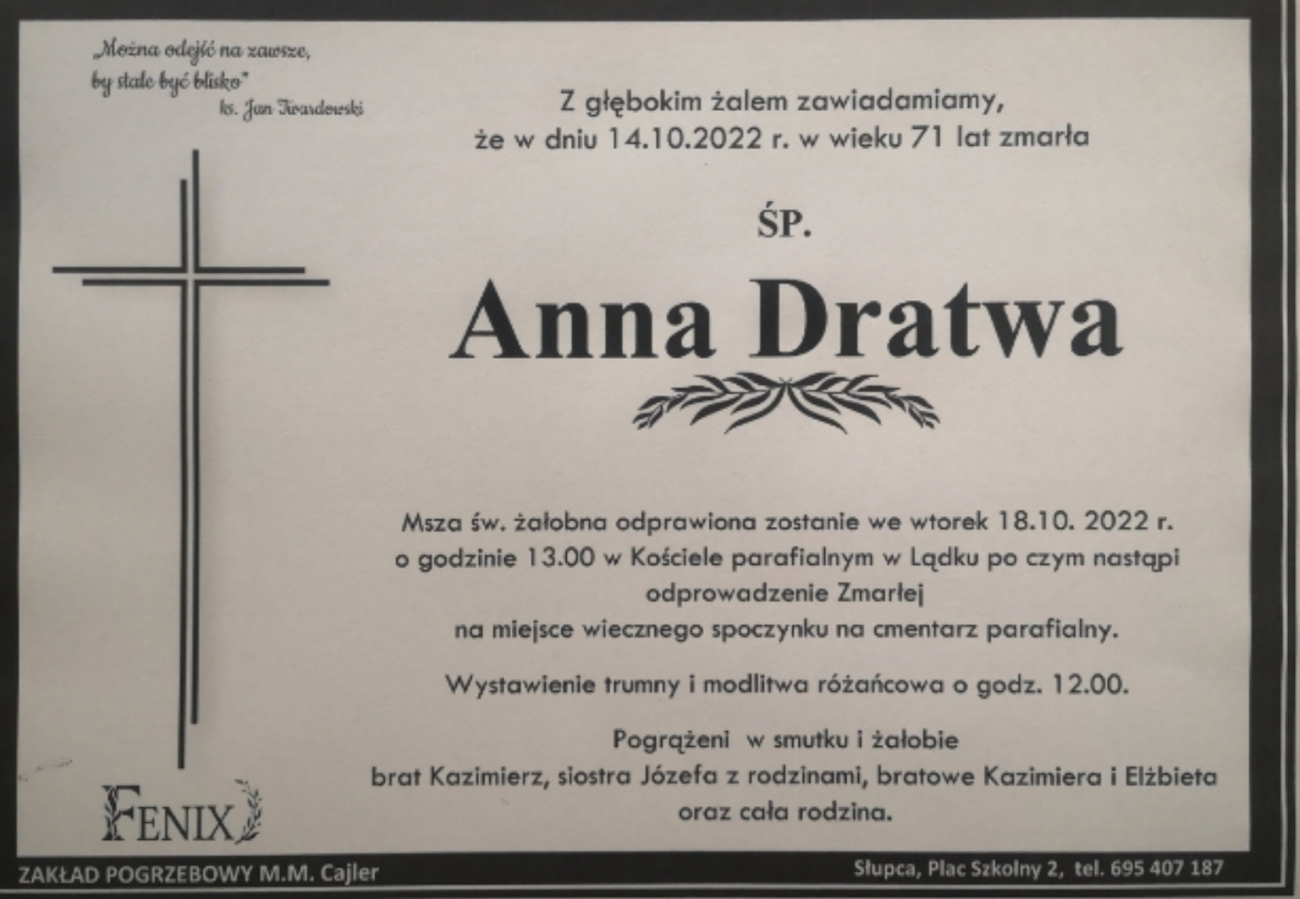 „Można odejść na zawsze,
by stale być blisko"
ks. Jan Twardowski
Z głębokim żalem zawiadamiamy,
że w dniu 14.10.2022 r. w wieku 71 lat zmarła
ŚP.
Anna Dratwa
Msza św. żałobna odprawiona zostanie we wtorek 18.10. 2022 r.
o godzinie 13.00 w Kościele parafialnym w Lądku po czym nastąpi
odprowadzenie Zmarłej
na miejsce wiecznego spoczynku na cmentarz parafialny.
Wystawienie trumny i modlitwa różańcowa o godz. 12.00.
Pogrążeni w smutku i żałobie
brat Kazimierz, siostra Józefa z rodzinami, bratowe Kazimiera i Elżbieta
oraz cała rodzina.
FENIX
ZAKŁAD POGRZEBOWY M.M. Cajler
Słupca, Plac Szkolny 2, tel. 695 407 187